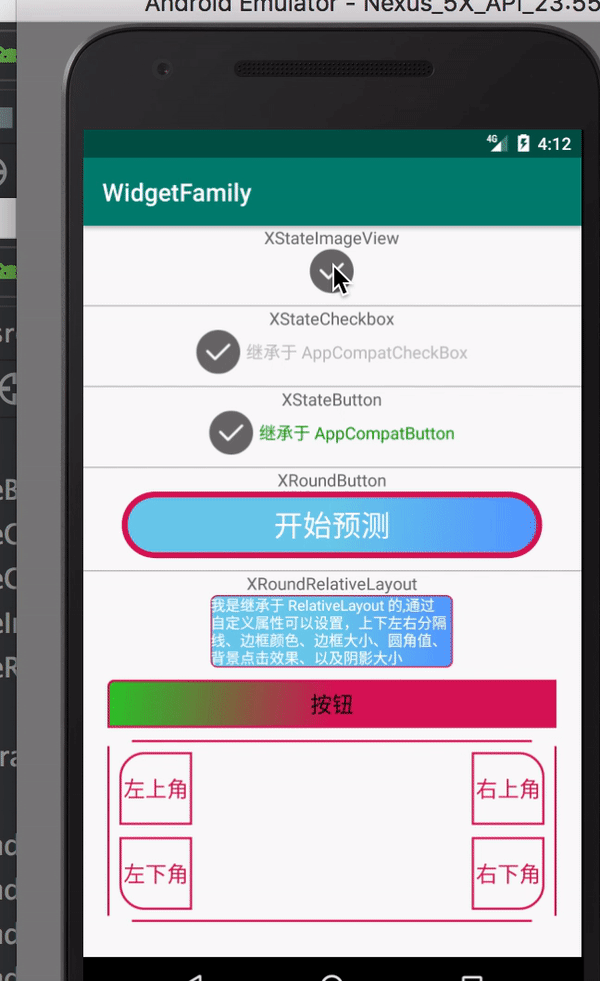 Android Emulator - Nexus_5X_API_23:55
4G 4:12
WidgetFamily
XStateImageView
XStateCheckbox
继承于 AppCompatCheckBox
XStateButton
继承于 AppCompatButton
XRoundButton
开始预测
XRoundRelativeLayout
我是继承于 RelativeLayout 的,通过
自定义属性可以设置，上下左右分隔
线、边框颜色、边框大小、圆角值、
背景点击效果、以及阴影大小
按钮
左上角 右上角
左下角 右下角